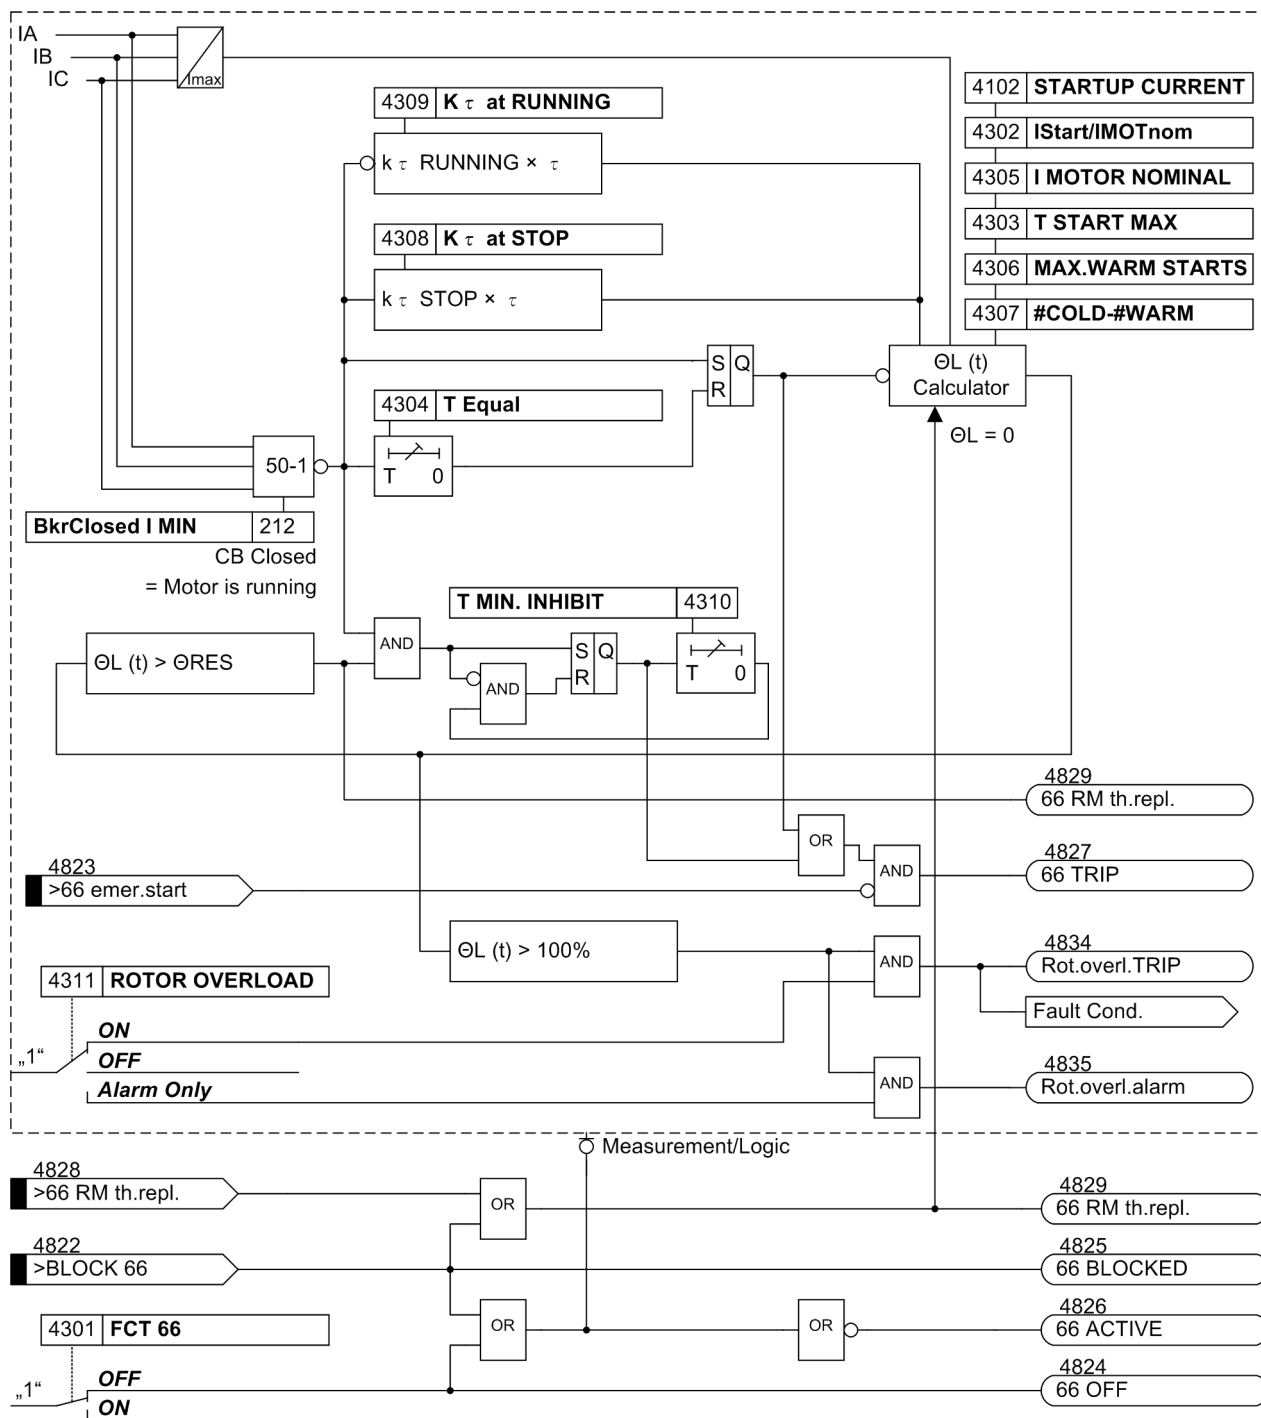 IA
IB
IC
Imax
4309 K τ at RUNNING
k τ RUNNING × τ
4308 K τ at STOP
k τ STOP × τ
4102 STARTUP CURRENT
4302 IStart/IMOTnom
4305 I MOTOR NOMINAL
4303 T START MAX
4306 MAX.WARM STARTS
4307 #COLD-#WARM
S Q
R
ΘL (t)
Calculator
ΘL = 0
4304 T Equal
T 0
50-1
BkrClosed I MIN 212
CB Closed
= Motor is running
T MIN. INHIBIT 4310
ΘL (t) > ΘRES
AND
AND
S Q
R
T 0
4829
66 RM th.repl.
OR
4823
>66 emer.start
AND
4827
66 TRIP
ΘL (t) > 100%
AND
4834
Rot.overl.TRIP
Fault Cond.
4311 ROTOR OVERLOAD
„1“
ON
OFF
Alarm Only
AND
4835
Rot.overl.alarm
Measurement/Logic
4828
>66 RM th.repl.
OR
4829
66 RM th.repl.
4822
>BLOCK 66
4825
66 BLOCKED
4301 FCT 66
OR
OR
4826
66 ACTIVE
„1“
OFF
ON
4824
66 OFF